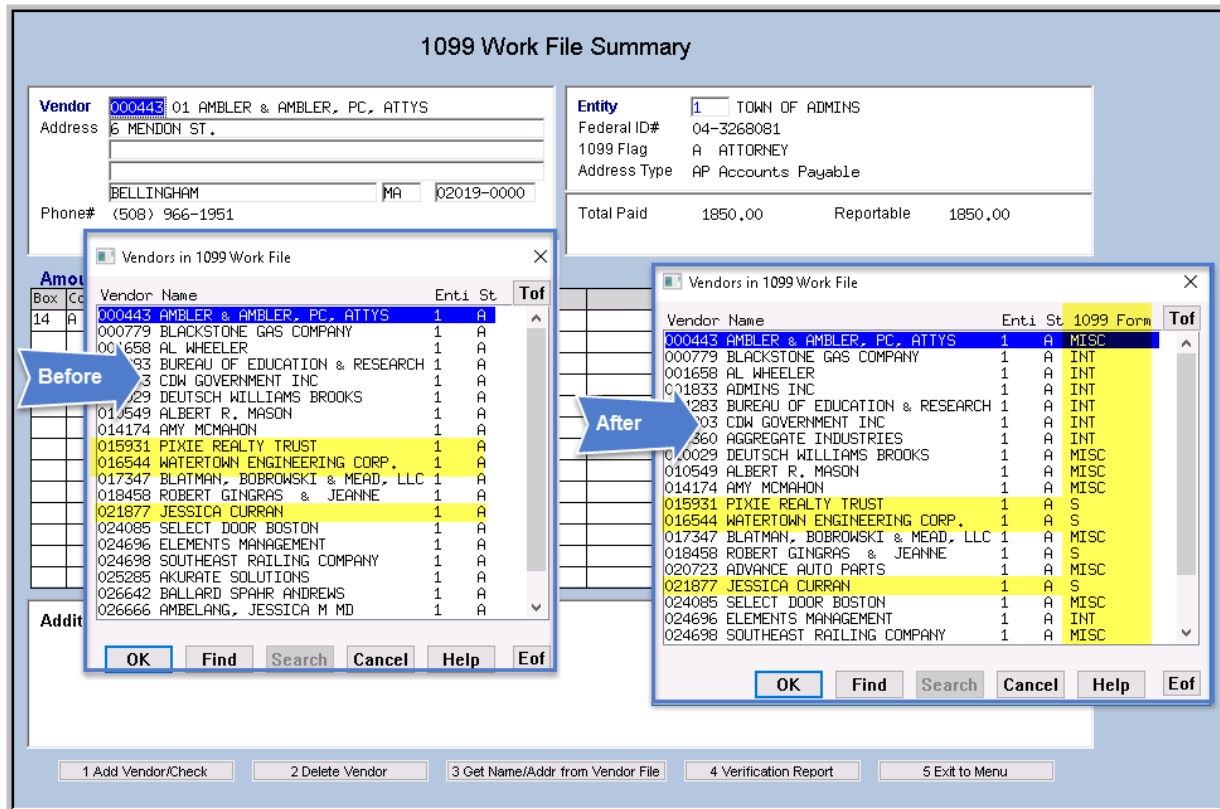 1099 Work File Summary
Vendor 000443 01 AMBLER & AMBLER, PC, ATTYS
Address 6 MENDON ST.
BELLINGHAM MA 02019-0000
Phone# (508) 966-1951
Entity 1 TOWN OF ADMINS
Federal ID# 04-3268081
1099 Flag A ATTORNEY
Address Type AP Accounts Payable
Total Paid 1850.00 Reportable 1850.00
Amou
Box Co
14 A
Before
Vendors in 1099 Work File
Vendor Name Enti St Tof
000443 AMBLER & AMBLER, PC, ATTYS 1 A
000779 BLACKSTONE GAS COMPANY 1 A
001658 AL WHEELER 1 A
93 BUREAU OF EDUCATION & RESEARCH 1 A
3 CDW GOVERNMENT INC 1 A
029 DEUTSCH WILLIAMS BROOKS 1 A
010549 ALBERT R. MASON 1 A
014174 AMY MCMAHON 1 A
015931 PIXIE REALTY TRUST 1 A
016544 WATERTOWN ENGINEERING CORP. 1 A
017347 BLATMAN, BOBROWSKI & MEAD, LLC 1 A
018458 ROBERT GINGRAS & JEANNE 1 A
021877 JESSICA CURRAN 1 A
024085 SELECT DOOR BOSTON 1 A
024696 ELEMENTS MANAGEMENT 1 A
024698 SOUTHEAST RAILING COMPANY 1 A
025285 AKURATE SOLUTIONS 1 A
026642 BALLARD SPAHR ANDREWS 1 A
026666 AMBELANG, JESSICA M MD 1 A
OK Find Search Cancel Help Eof
After
Vendors in 1099 Work File
Vendor Name Enti St 1099 Form Tof
000443 AMBLER & AMBLER, PC, ATTYS 1 A MISC
000779 BLACKSTONE GAS COMPANY 1 A INT
001658 AL WHEELER 1 A INT
001833 ADMINS INC 1 A INT
283 BUREAU OF EDUCATION & RESEARCH 1 A INT
03 CDW GOVERNMENT INC 1 A INT
360 AGGREGATE INDUSTRIES 1 A INT
010029 DEUTSCH WILLIAMS BROOKS 1 A MISC
010549 ALBERT R. MASON 1 A MISC
014174 AMY MCMAHON 1 A MISC
015931 PIXIE REALTY TRUST 1 A S
016544 WATERTOWN ENGINEERING CORP. 1 A S
017347 BLATMAN, BOBROWSKI & MEAD, LLC 1 A MISC
018458 ROBERT GINGRAS & JEANNE 1 A S
020723 ADVANCE AUTO PARTS 1 A MISC
021877 JESSICA CURRAN 1 A S
024085 SELECT DOOR BOSTON 1 A MISC
024696 ELEMENTS MANAGEMENT 1 A INT
024698 SOUTHEAST RAILING COMPANY 1 A MISC
OK Find Search Cancel Help Eof
Addit
1 Add Vendor/Check 2 Delete Vendor 3 Get Name/Addr from Vendor File 4 Verification Report 5 Exit to Menu